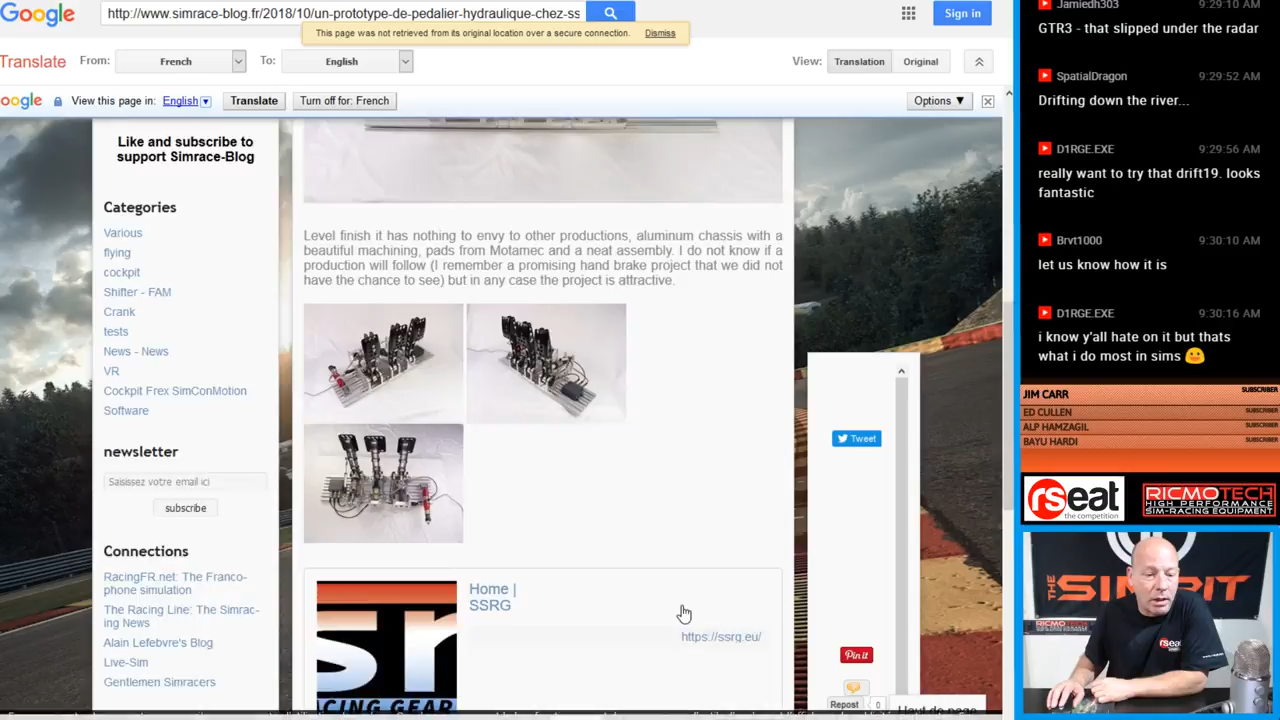 Google
http://www.simrace-blog.fr/2018/10/un-prototype-de-pedalier-hydraulique-chez-ss
Sign in
This page was not retrieved from its original location over a secure connection. Dismiss
Translate From: French To: English View: Translation Original
oogle View this page in: English Translate Turn off for: French Options ▼
Like and subscribe to
support Simrace-Blog
Categories
Various
flying
cockpit
Shifter - FAM
Crank
tests
News - News
VR
Cockpit Frex SimConMotion
Software
newsletter
Saisissez votre email ici
subscribe
Connections
RacingFR.net: The Franco-
phone simulation
The Racing Line: The Simrac-
ing News
Alain Lefebvre's Blog
Live-Sim
Gentlemen Simracers
Level finish it has nothing to envy to other productions, aluminum chassis with a
beautiful machining, pads from Motamec and a neat assembly. I do not know if a
production will follow (I remember a promising hand brake project that we did not
have the chance to see) but in any case the project is attractive.
Home |
SSRG
https://ssrg.eu/
sr
CING GEAR
Tweet
Pin it
Repost 0
Haut de page
Jamiedh303 9:29:10 AM
GTR3 - that slipped under the radar
SpatialDragon 9:29:52 AM
Drifting down the river...
D1RGE.EXE 9:29:56 AM
really want to try that drift19. looks
fantastic
Brvt1000 9:30:10 AM
let us know how it is
D1RGE.EXE 9:30:16 AM
i know y'all hate on it but thats
what i do most in sims
JIM CARR SUBSCRIBER
ED CULLEN SUBSCRIBER
ALP HAMZAGIL SUBSCRIBER
BAYU HARDI SUBSCRIBER
rseat
the competition
RICMOTECH
HIGH PERFORMANCE
SIM-RACING EQUIPMENT
THE SIMPIT
RICMOTECH
rseat